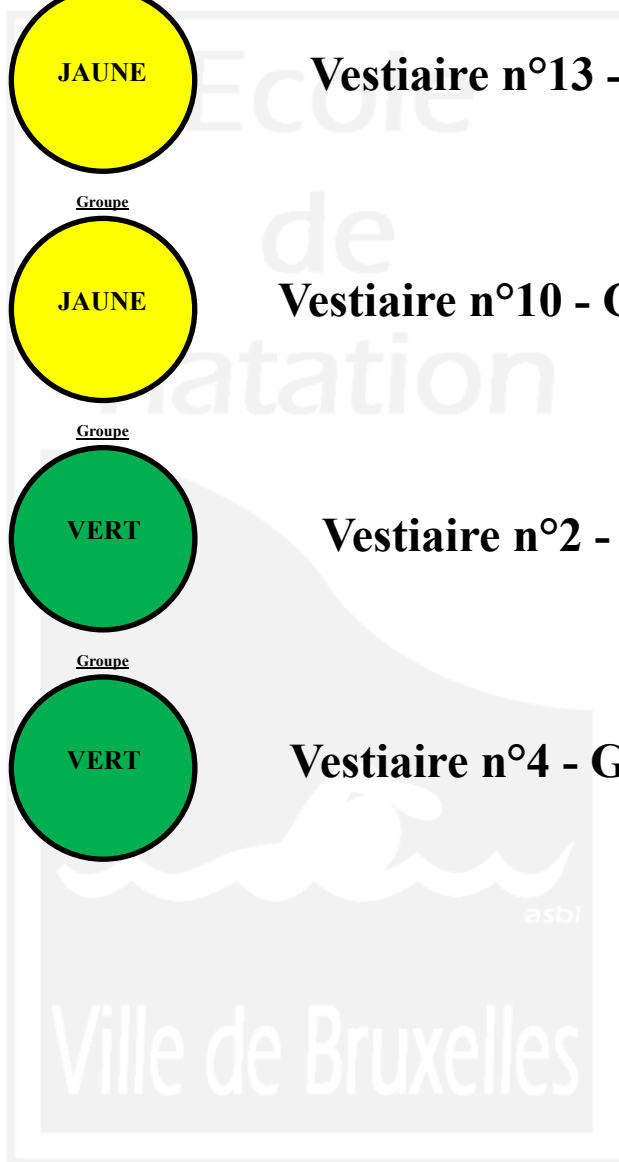 JAUNE
Vestiaire n°13 -
Groupe
JAUNE
Vestiaire n°10 - G
Groupe
VERT
Vestiaire n°2 -
Groupe
VERT
Vestiaire n°4 - G
Ecole
de
natation
asbl
Ville de Bruxelles